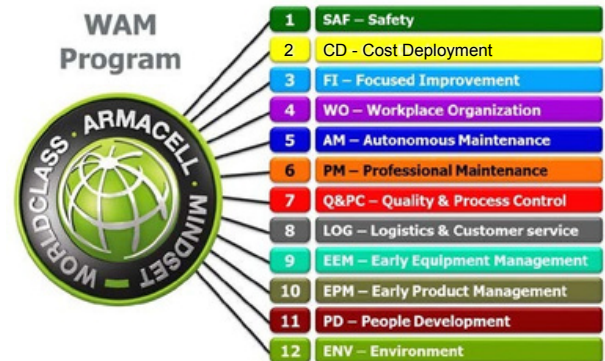 WAM
Program
WORLDCLASS · ARMACELL · MINDSET
1 SAF – Safety
2 CD - Cost Deployment
3 FI – Focused Improvement
4 WO – Workplace Organization
5 AM – Autonomous Maintenance
6 PM – Professional Maintenance
7 Q&PC – Quality & Process Control
8 LOG – Logistics & Customer service
9 EEM – Early Equipment Management
10 EPM – Early Product Management
11 PD – People Development
12 ENV – Environment